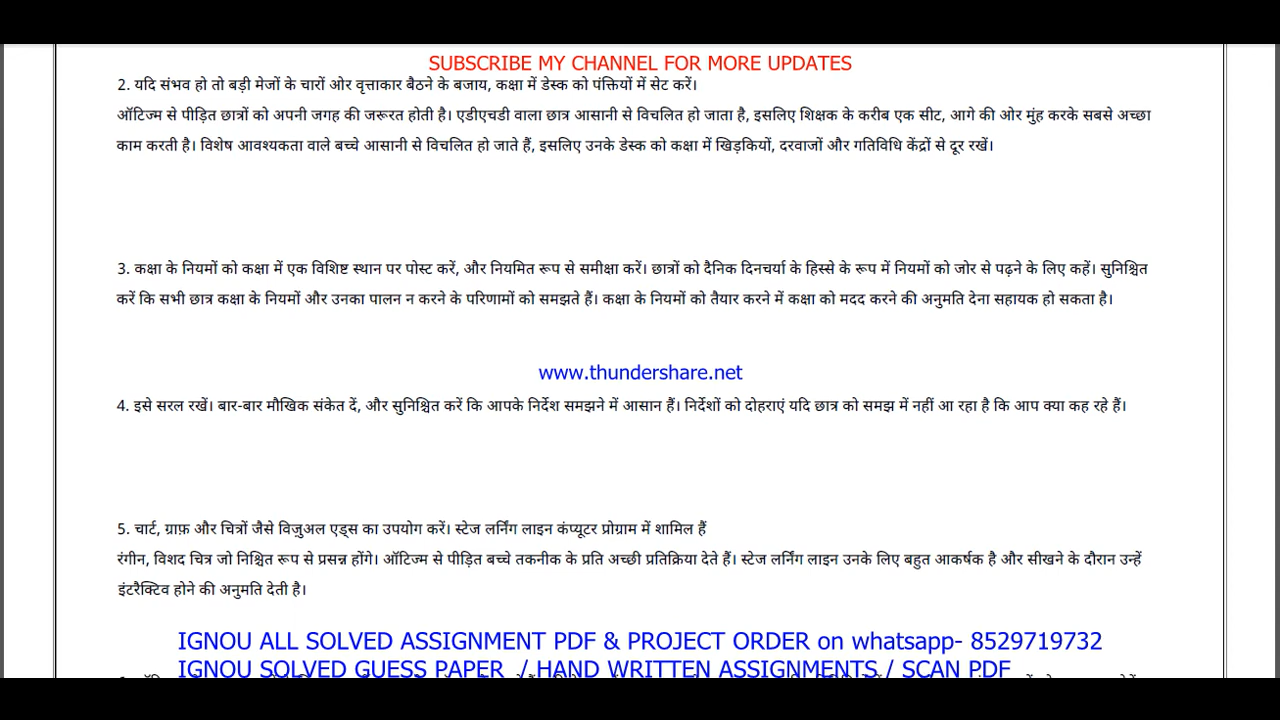 SUBSCRIBE MY CHANNEL FOR MORE UPDATES
2. यदि संभव हो तो बड़ी मेजों के चारों ओर वृत्ताकार बैठने के बजाय, कक्षा में डेस्क को पंक्तियों में सेट करें।
ऑटिज्म से पीड़ित छात्रों को अपनी जगह की जरूरत होती है। एडीएचडी वाला छात्र आसानी से विचलित हो जाता है, इसलिए शिक्षक के करीब एक सीट, आगे की ओर मुंह करके सबसे अच्छा
काम करती है। विशेष आवश्यकता वाले बच्चे आसानी से विचलित हो जाते हैं, इसलिए उनके डेस्क को कक्षा में खिड़कियों, दरवाजों और गतिविधि केंद्रों से दूर रखें।
3. कक्षा के नियमों को कक्षा में एक विशिष्ट स्थान पर पोस्ट करें, और नियमित रूप से समीक्षा करें। छात्रों को दैनिक दिनचर्या के हिस्से के रूप में नियमों को जोर से पढ़ने के लिए कहें। सुनिश्चित
करें कि सभी छात्र कक्षा के नियमों और उनका पालन न करने के परिणामों को समझते हैं। कक्षा के नियमों को तैयार करने में कक्षा को मदद करने की अनुमति देना सहायक हो सकता है।
www.thundershare.net
4. इसे सरल रखें। बार-बार मौखिक संकेत दें, और सुनिश्चित करें कि आपके निर्देश समझने में आसान हैं। निर्देशों को दोहराएं यदि छात्र को समझ में नहीं आ रहा है कि आप क्या कह रहे हैं।
5. चार्ट, ग्राफ़ और चित्रों जैसे विज़ुअल एड्स का उपयोग करें। स्टेज लर्निंग लाइन कंप्यूटर प्रोग्राम में शामिल हैं
रंगीन, विशद चित्र जो निश्चित रूप से प्रसन्न होंगे। ऑटिज्म से पीड़ित बच्चे तकनीक के प्रति अच्छी प्रतिक्रिया देते हैं। स्टेज लर्निंग लाइन उनके लिए बहुत आकर्षक है और सीखने के दौरान उन्हें
इंटरैक्टिव होने की अनुमति देती है।
IGNOU ALL SOLVED ASSIGNMENT PDF & PROJECT ORDER on whatsapp- 8529719732
IGNOU SOLVED GUESS PAPER / HAND WRITTEN ASSIGNMENTS / SCAN PDF